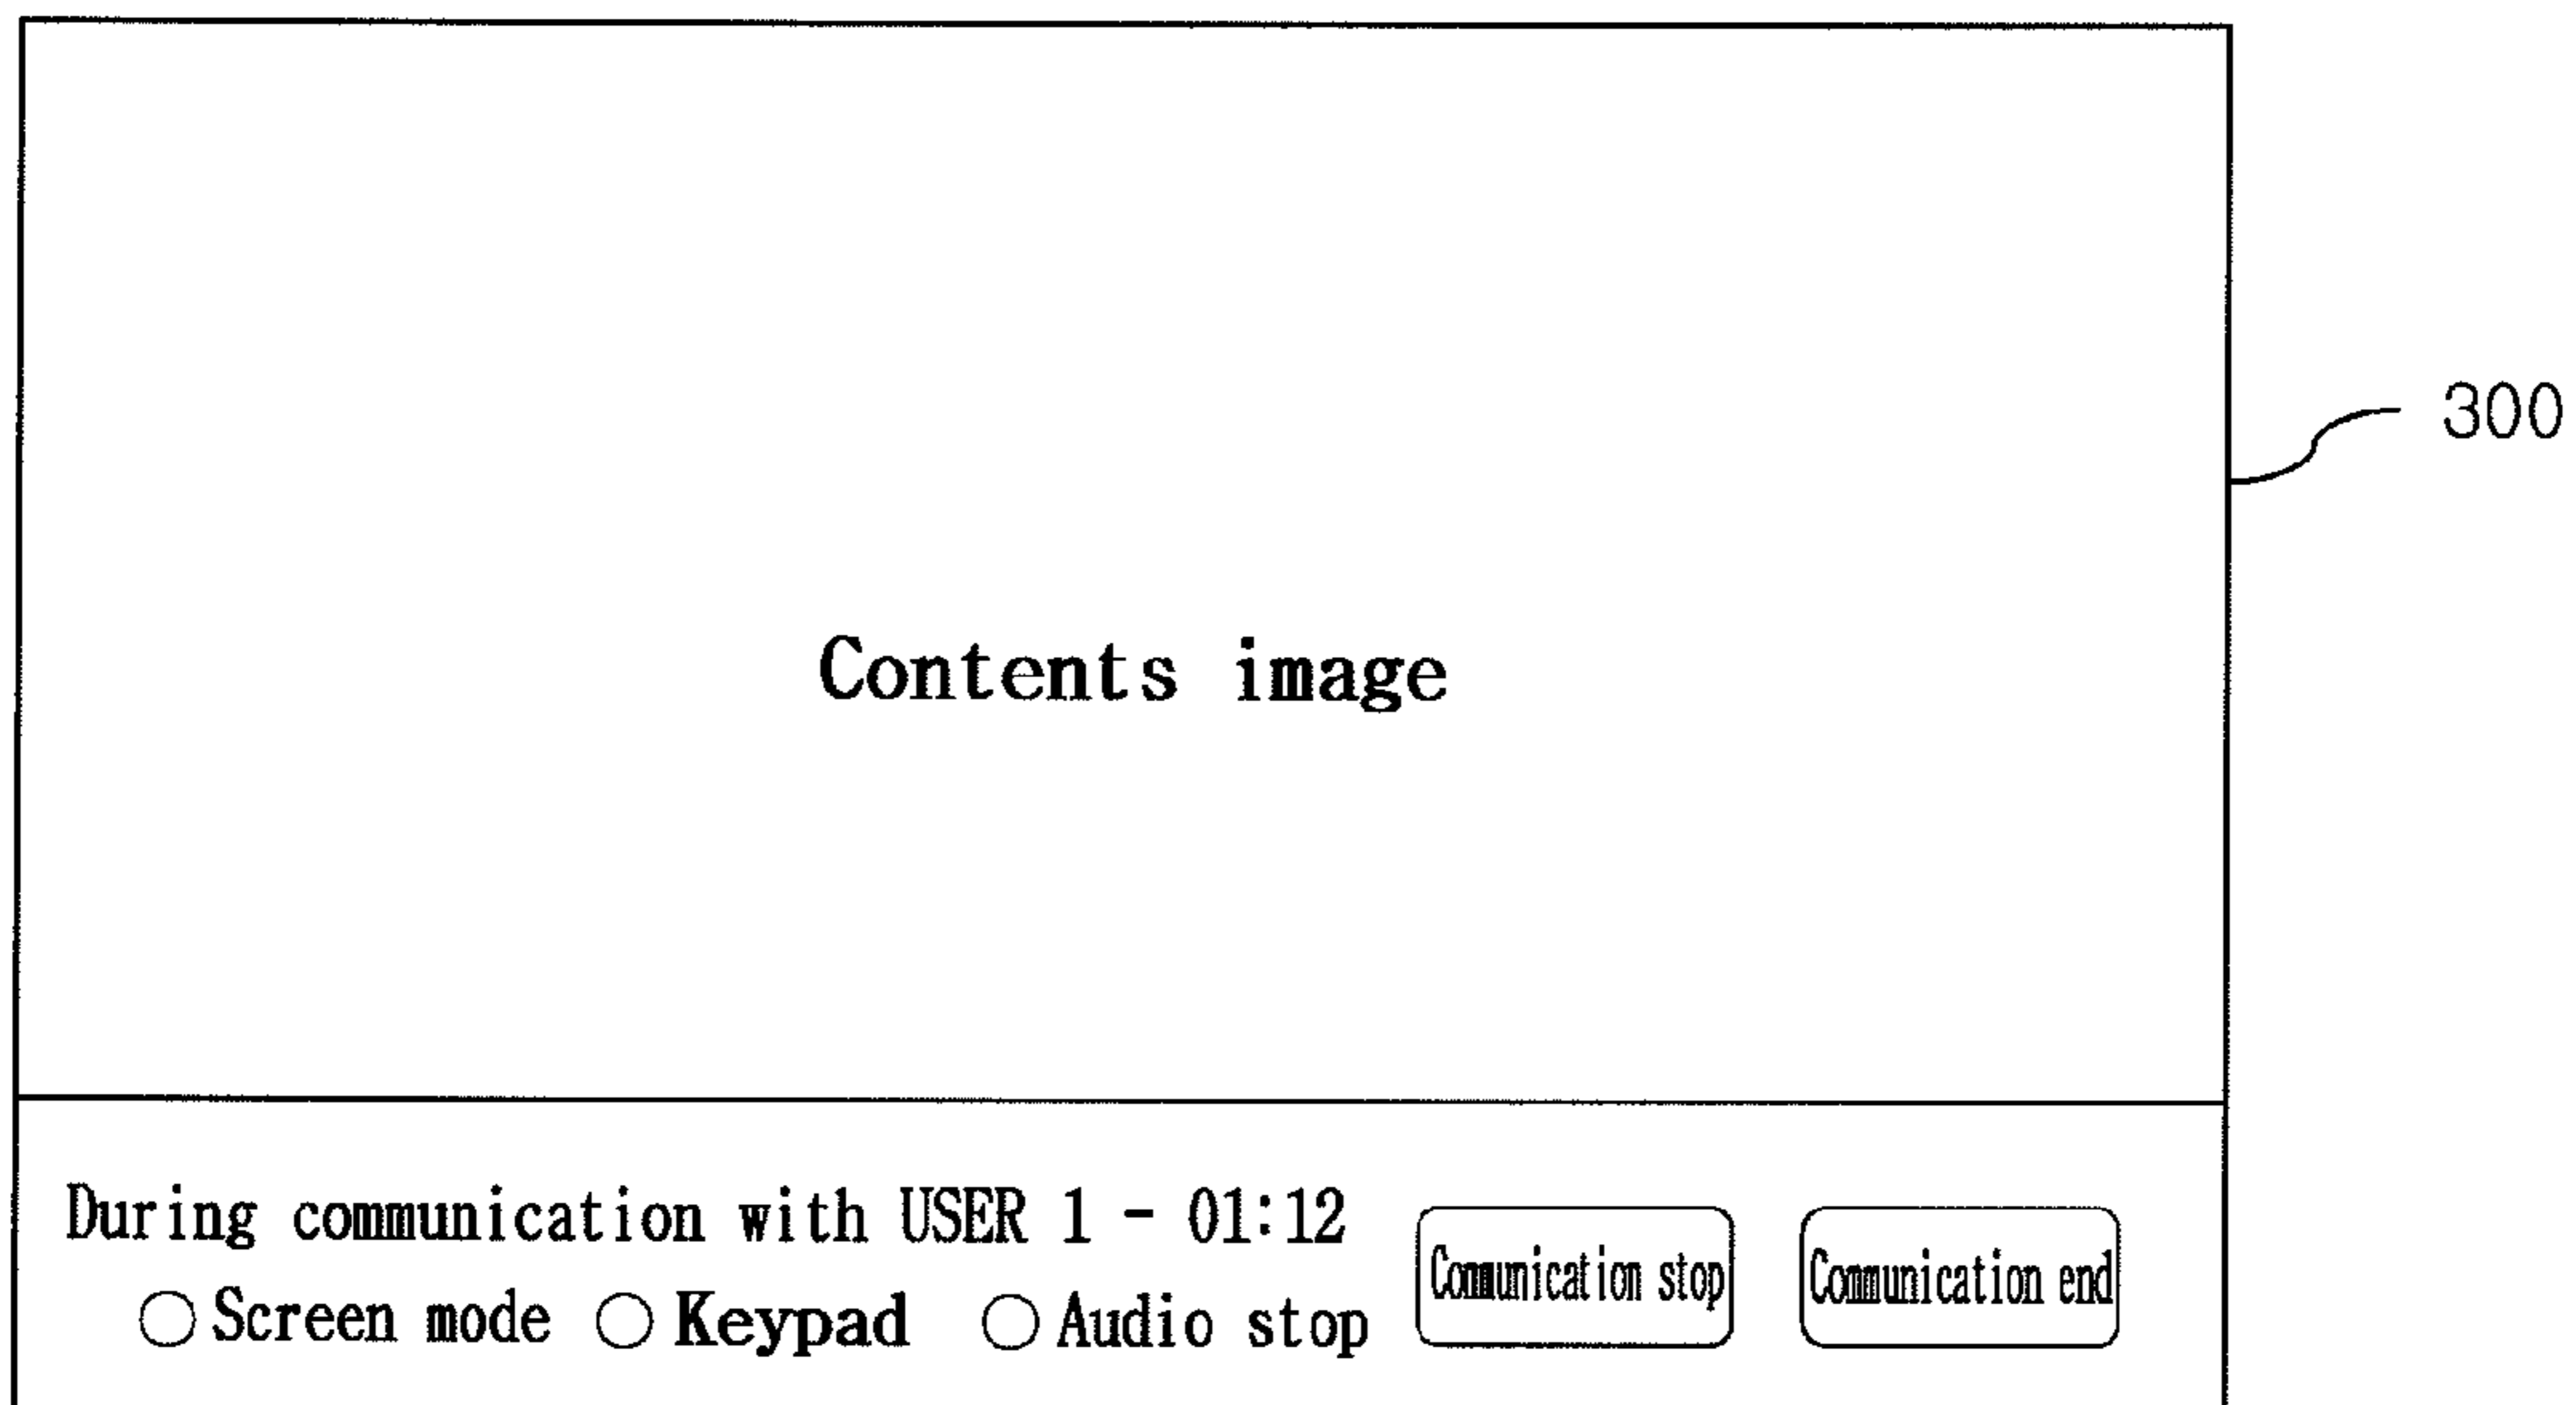 300
Contents image
During communication with USER 1 - 01:12
Communication stop
Communication end
Screen mode Keypad Audio stop